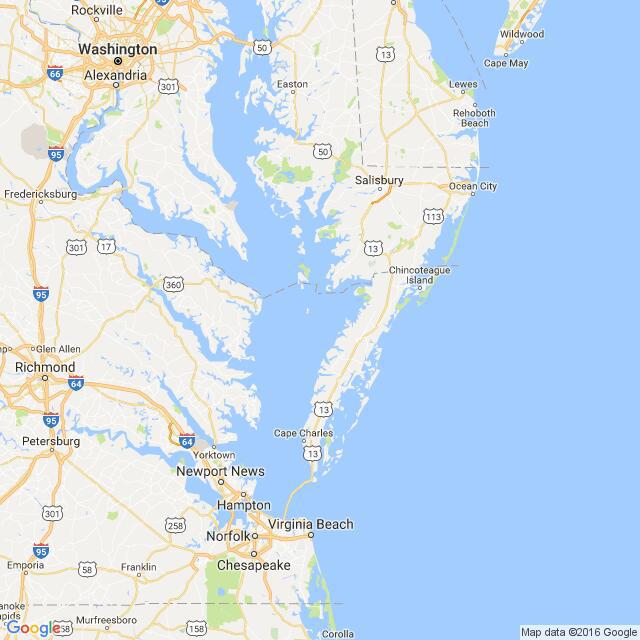 Rockville
95
Wildwood
Washington
50
13
Cape May
66
Alexandria
301
Easton
Lewes
Rehoboth
Beach
95
50
Salisbury
Fredericksburg
Ocean City
113
301
17
13
Chincoteague
Island
360
95
Glen Allen
Richmond
64
95
13
Petersburg
64
Cape Charles
Yorktown
13
Newport News
Hampton
301
258
Norfolk
Virginia Beach
95
Chesapeake
Emporia
58
Franklin
anoke
apids
Google
58
Murfreesboro
158
Corolla
Map data ©2016 Google